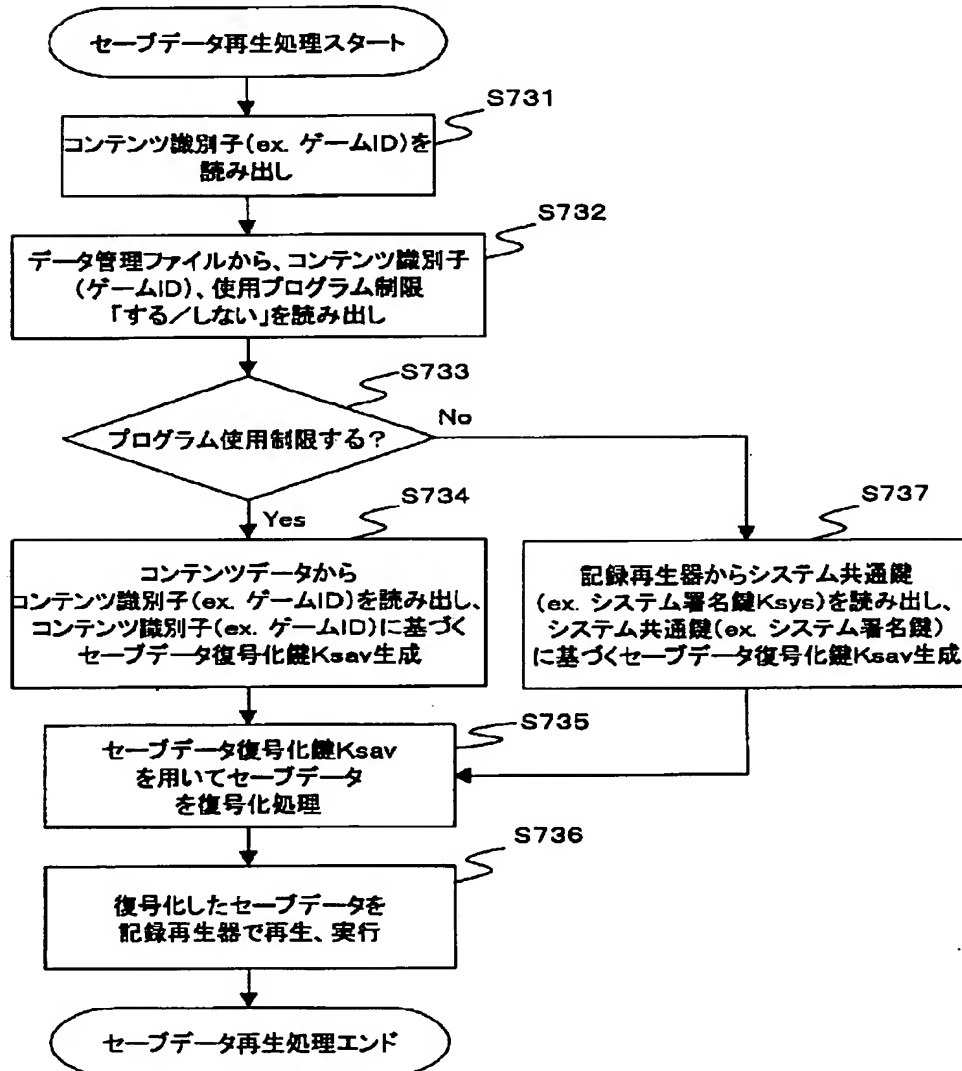 セーブデータ再生処理スタート
S731
コンテンツ識別子(ex. ゲームID)を
読み出し
S732
データ管理ファイルから、コンテンツ識別子
(ゲームID)、使用プログラム制限
「する/しない」を読み出し
S733
プログラム使用制限する?
No
Yes
S734
コンテンツデータから
コンテンツ識別子(ex. ゲームID)を読み出し、
コンテンツ識別子(ex. ゲームID)に基づく
セーブデータ復号化鍵Ksav生成
S737
記録再生器からシステム共通鍵
(ex. システム署名鍵Ksys)を読み出し、
システム共通鍵(ex. システム署名鍵)
に基づくセーブデータ復号化鍵Ksav生成
S735
セーブデータ復号化鍵Ksav
を用いてセーブデータ
を復号化処理
S736
復号化したセーブデータを
記録再生器で再生、実行
セーブデータ再生処理エンド